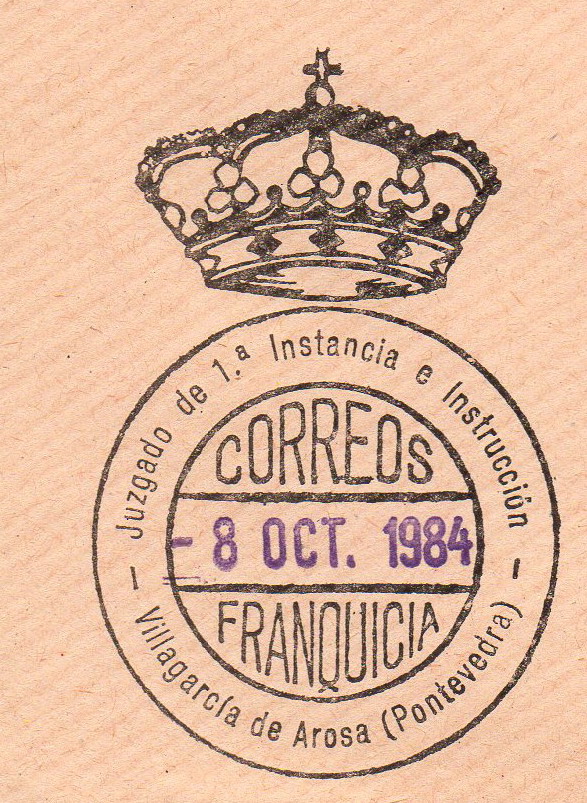 Juzgado de 1.ª Instancia e Instrucción
CORREOS
- 8 OCT. 1984
FRANQUICIA
- Villagarcía de Arosa (Pontevedra) -